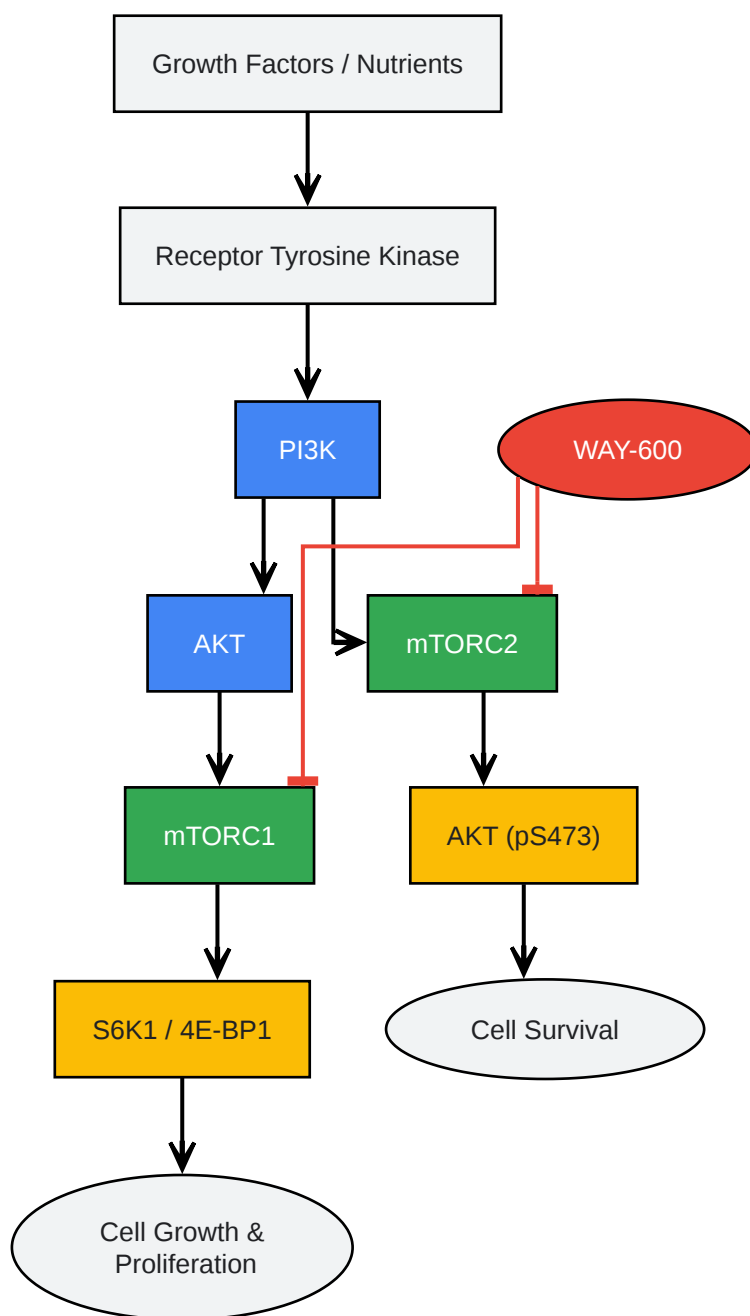 Growth Factors / Nutrients
Receptor Tyrosine Kinase
PI3K
WAY-600
AKT
mTORC2
mTORC1
AKT (pS473)
S6K1 / 4E-BP1
Cell Survival
Cell Growth &
Proliferation